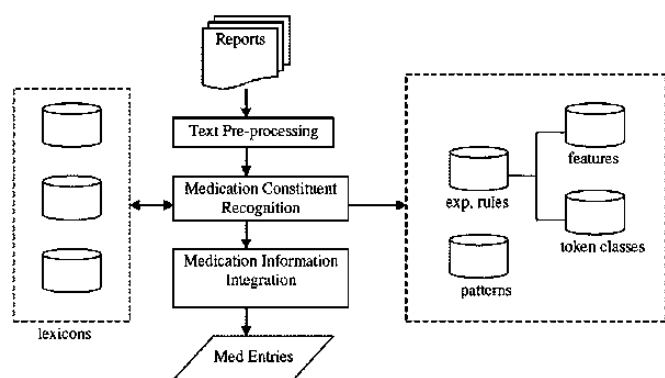 Reports
Text Pre-processing
Medication Constituent
Recognition
Medication Information
Integration
Med Entries
lexicons
features
exp, rules
token classes
patterns